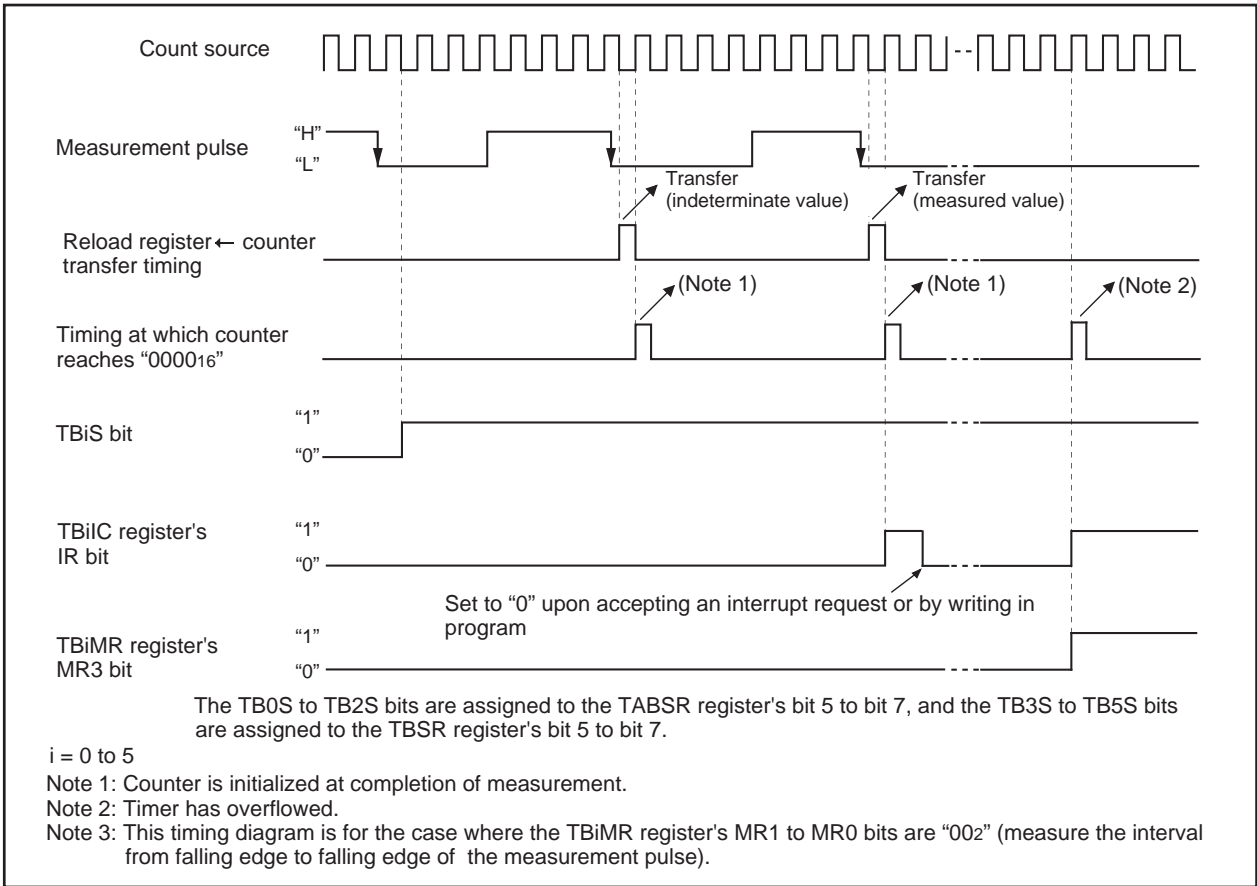 Count source
Measurement pulse
“H”
“L”
Transfer
(indeterminate value)
Transfer
(measured value)
Reload register ← counter
transfer timing
(Note 1)
(Note 1)
(Note 2)
Timing at which counter
reaches “000016”
TBiS bit
“1”
“0”
TBiIC register's
IR bit
“1”
“0”
Set to “0” upon accepting an interrupt request or by writing in
program
TBiMR register's
MR3 bit
“1”
“0”
The TB0S to TB2S bits are assigned to the TABSR register's bit 5 to bit 7, and the TB3S to TB5S bits
are assigned to the TBSR register's bit 5 to bit 7.
i = 0 to 5
Note 1: Counter is initialized at completion of measurement.
Note 2: Timer has overflowed.
Note 3: This timing diagram is for the case where the TBiMR register's MR1 to MR0 bits are “002” (measure the interval
from falling edge to falling edge of the measurement pulse).